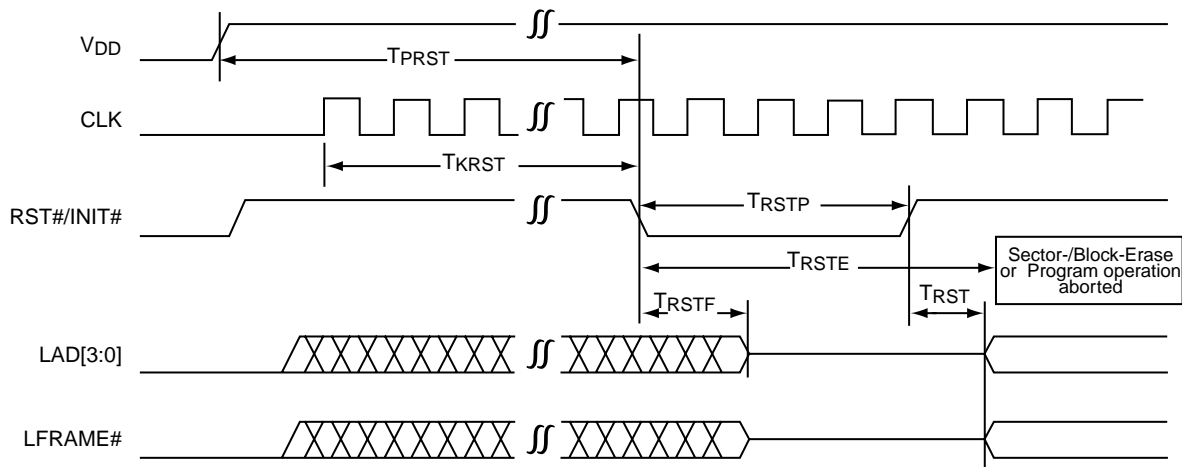 VDD
TPRST
CLK
TKRST
RST#/INIT#
TRSTP
TRSTE
Sector-/Block-Erase
or Program operation
aborted
TRSTF
TRST
LAD[3:0]
LFRAME#